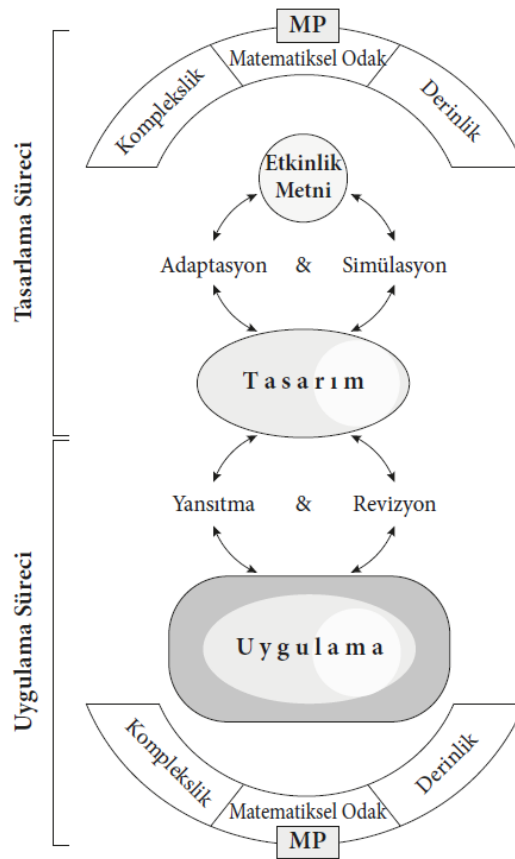 MP
Matematiksel Odak
Komplekslik
Derinlik
Tasarlama Süreci
Etkinlik
Metni
Adaptasyon & Simülasyon
Tasarım
Uygulama Süreci
Yansıtma & Revizyon
Uygulama
Komplekslik
Derinlik
Matematiksel Odak
MP